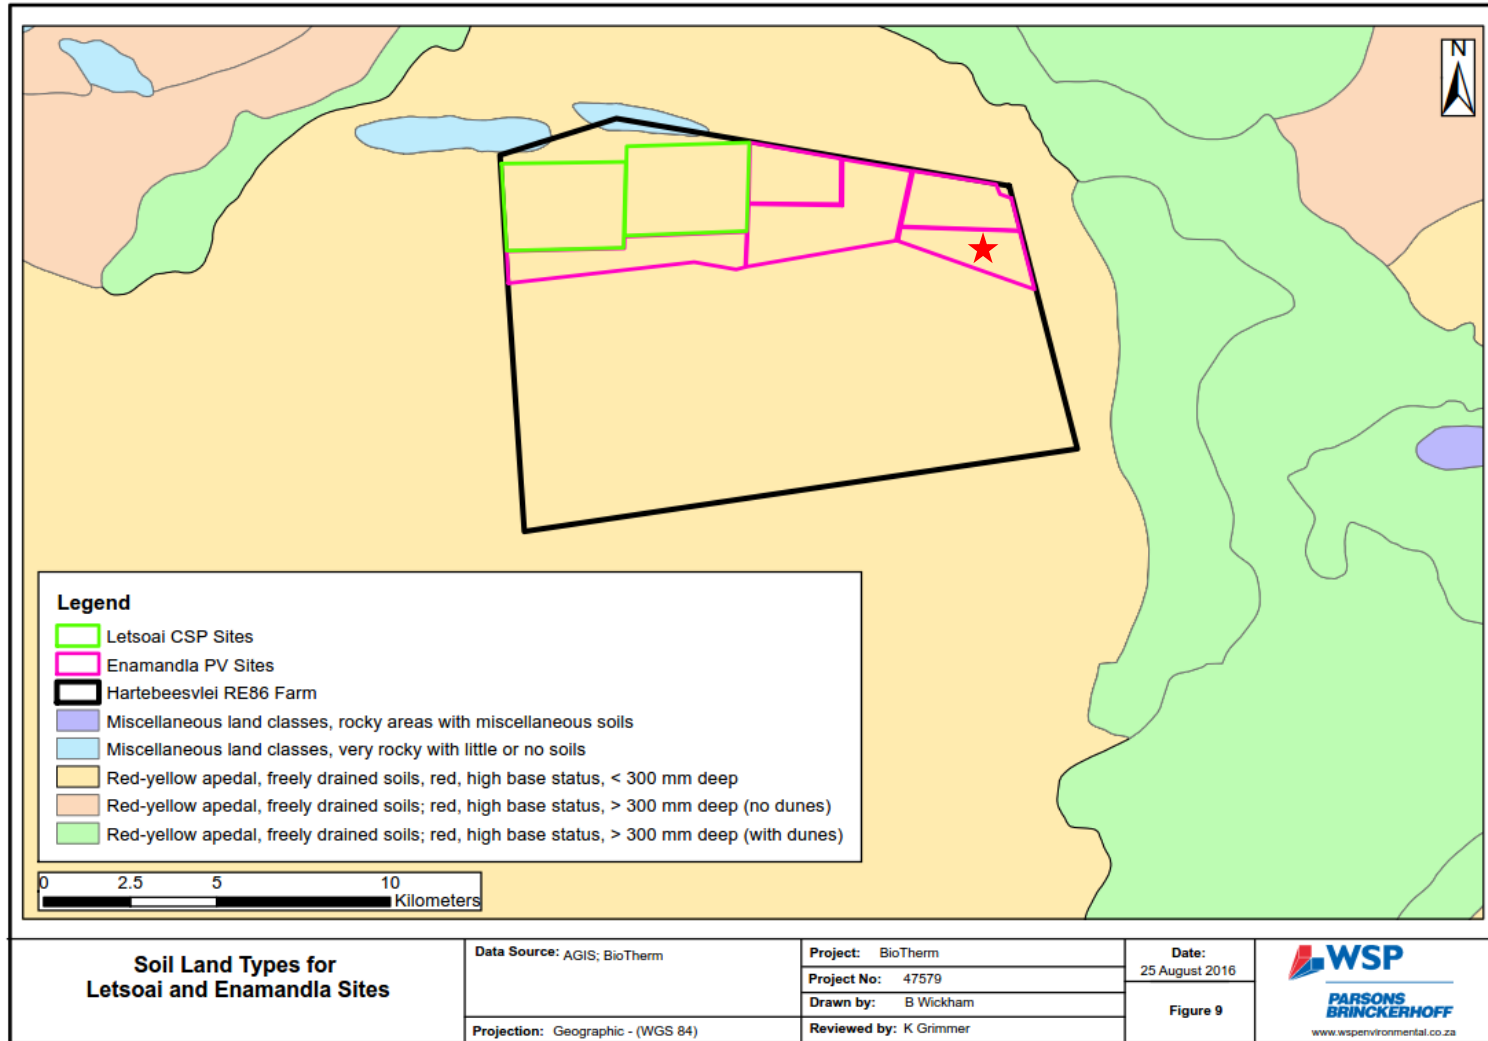 N
Legend
Letsoai CSP Sites
Enamandla PV Sites
Hartebeesvlei RE86 Farm
Miscellaneous land classes, rocky areas with miscellaneous soils
Miscellaneous land classes, very rocky with little or no soils
Red-yellow apedal, freely drained soils, red, high base status, < 300 mm deep
Red-yellow apedal, freely drained soils; red, high base status, > 300 mm deep (no dunes)
Red-yellow apedal, freely drained soils; red, high base status, > 300 mm deep (with dunes)
0 2.5 5 10
Kilometers
Soil Land Types for
Letsoai and Enamandla Sites
Data Source: AGIS; BioTherm
Projection: Geographic - (WGS 84)
Project: BioTherm
Project No: 47579
Drawn by: B Wickham
Reviewed by: K Grimmer
Date:
25 August 2016
Figure 9
WSP
PARSONS
BRINCKERHOFF
www.wspenvironmental.co.za